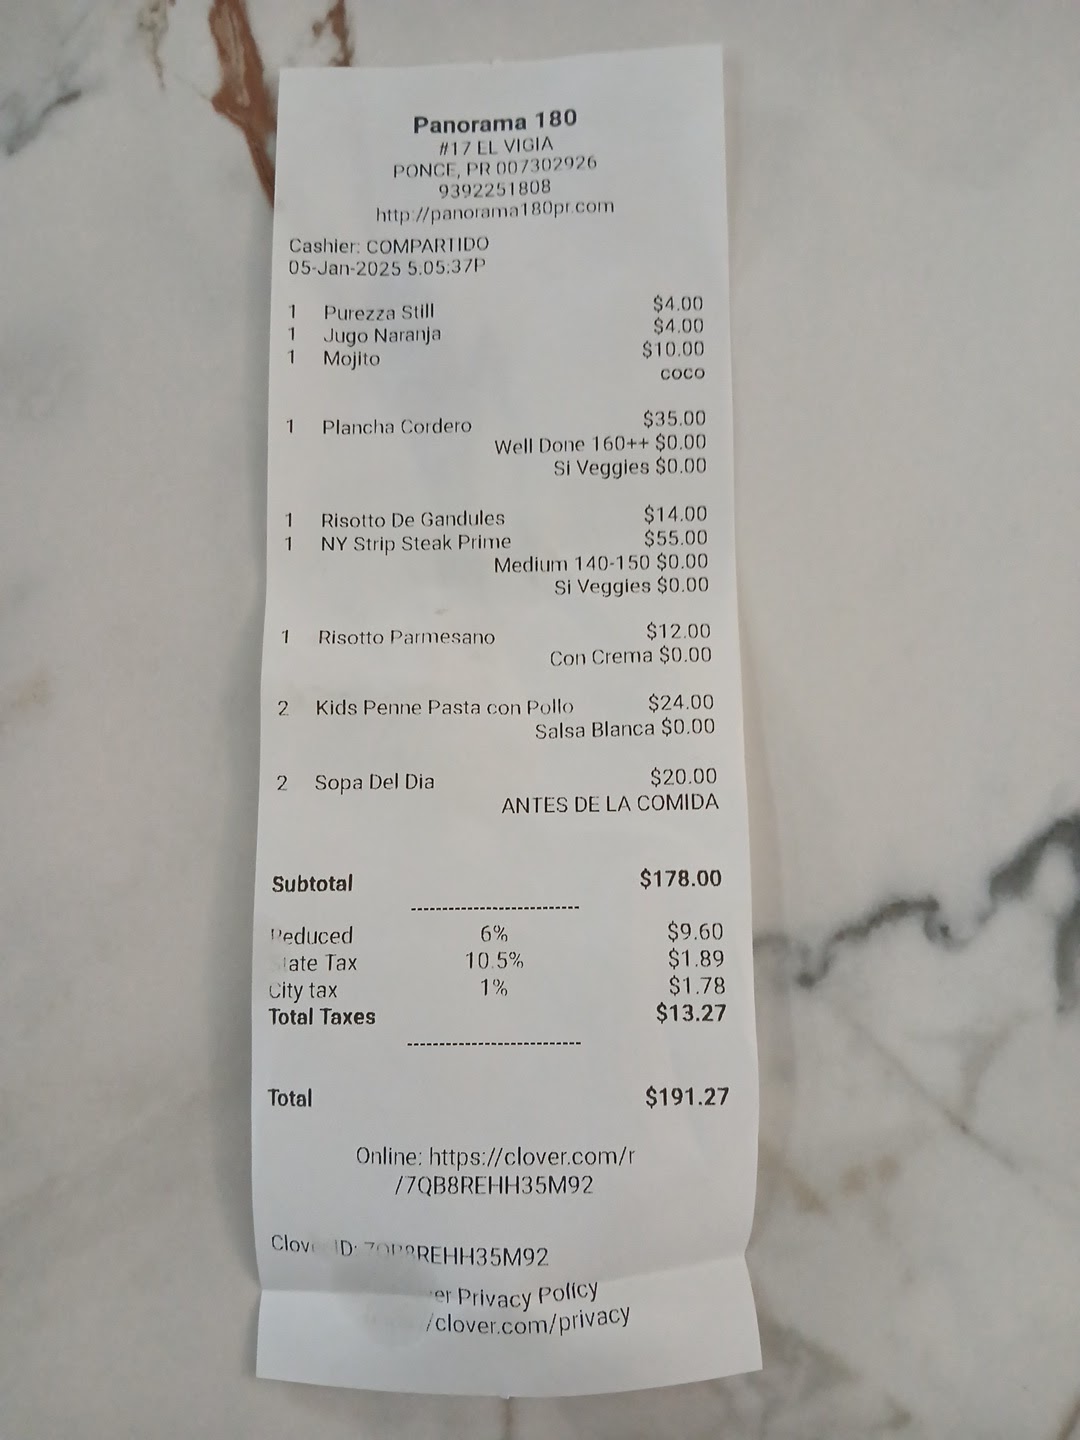 Panorama 180
#17 EL VIGIA
PONCE, PR 007302926
9392251808
http://panorama180pr.com
Cashier: COMPARTIDO
05-Jan-2025 5:05:37P
1 Purezza Still $4.00
1 Jugo Naranja $4.00
1 Mojito $10.00
coco
1 Plancha Cordero $35.00
Well Done 160++ $0.00
Si Veggies $0.00
1 Risotto De Gandules $14.00
1 NY Strip Steak Prime $55.00
Medium 140-150 $0.00
Si Veggies $0.00
1 Risotto Parmesano $12.00
Con Crema $0.00
2 Kids Penne Pasta con Pollo $24.00
Salsa Blanca $0.00
2 Sopa Del Dia $20.00
ANTES DE LA COMIDA
Subtotal $178.00
Reduced 6% $9.60
Tax 10.5% $1.89
City tax 1% $1.78
Total Taxes $13.27
Total $191.27
Online: https://clover.com/r
/7QB8REHH35M92
Clover ID: 7QB8REHH35M92
Privacy Policy
/clover.com/privacy